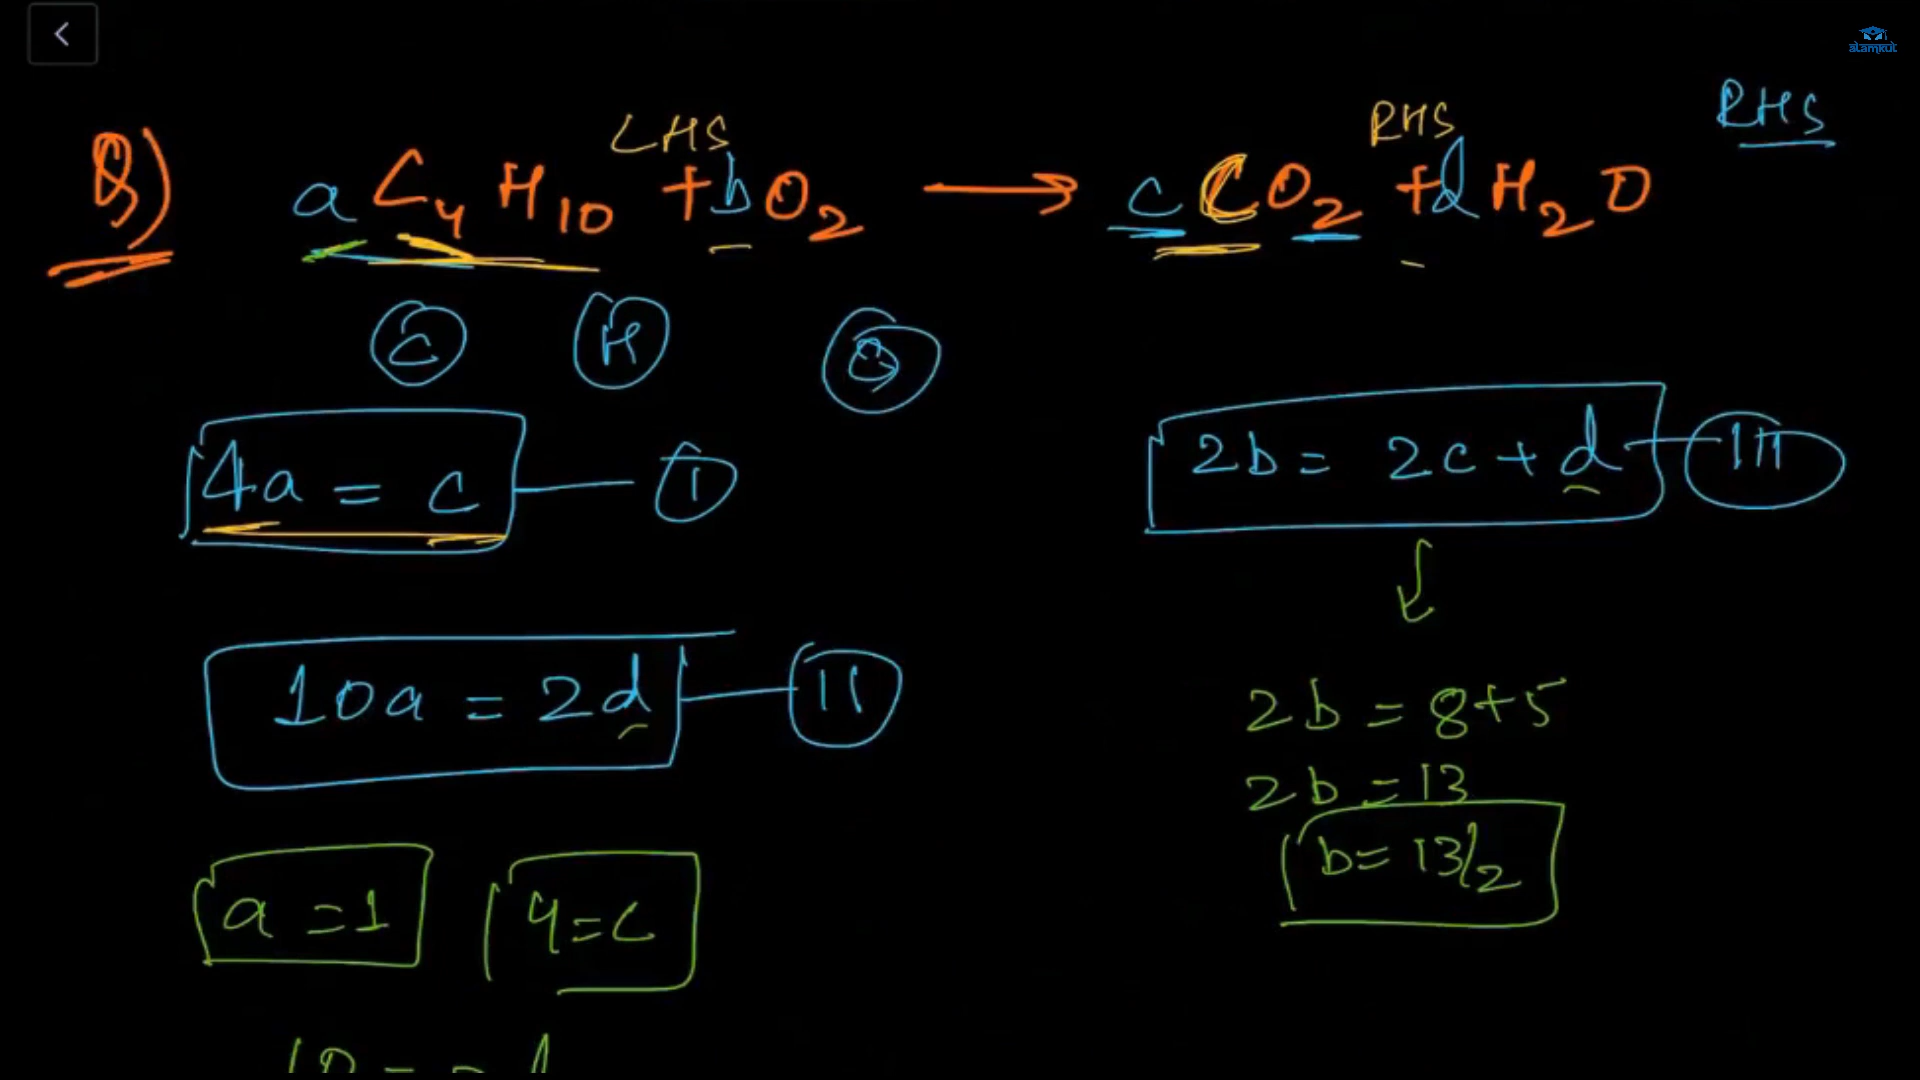 alamkut
LHS
RHS
RHS
Q) a C4 H10 + b O2 → c CO2 + d H2O
C H O
4a = c — I
2b = 2c + d — III
10a = 2d — II
2b = 8+5
2b = 13
b = 13/2
a = 1
4 = c